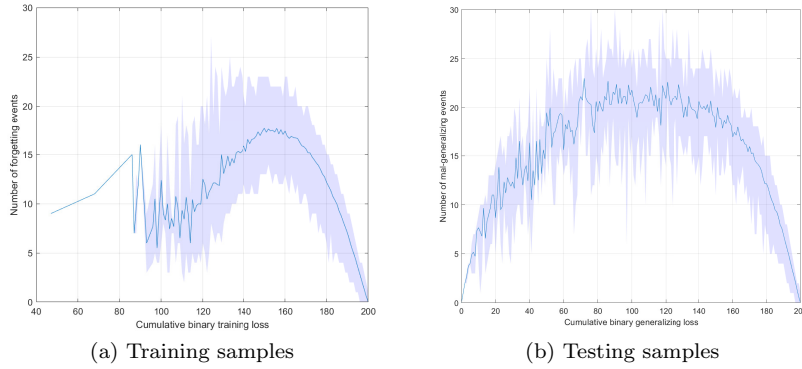 30
25
20
15
10
5
0
Number of forgetting events
40 60 80 100 120 140 160 180 200
Cumulative binary training loss
(a) Training samples
30
25
20
15
10
5
0
Number of mal-generalizing events
0 20 40 60 80 100 120 140 160 180 200
Cumulative binary generalizing loss
(b) Testing samples